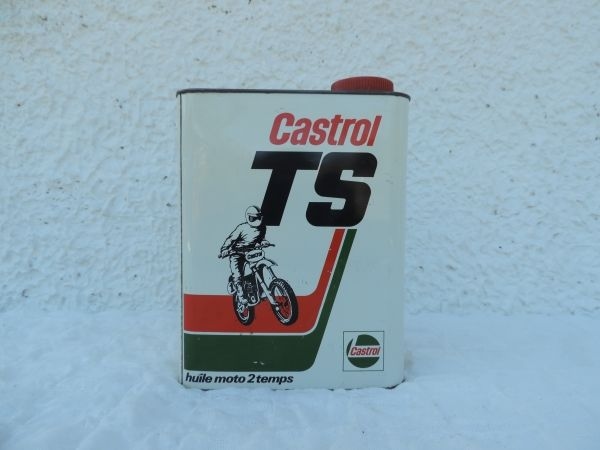 Castrol
TS
Castrol
huile moto 2 temps